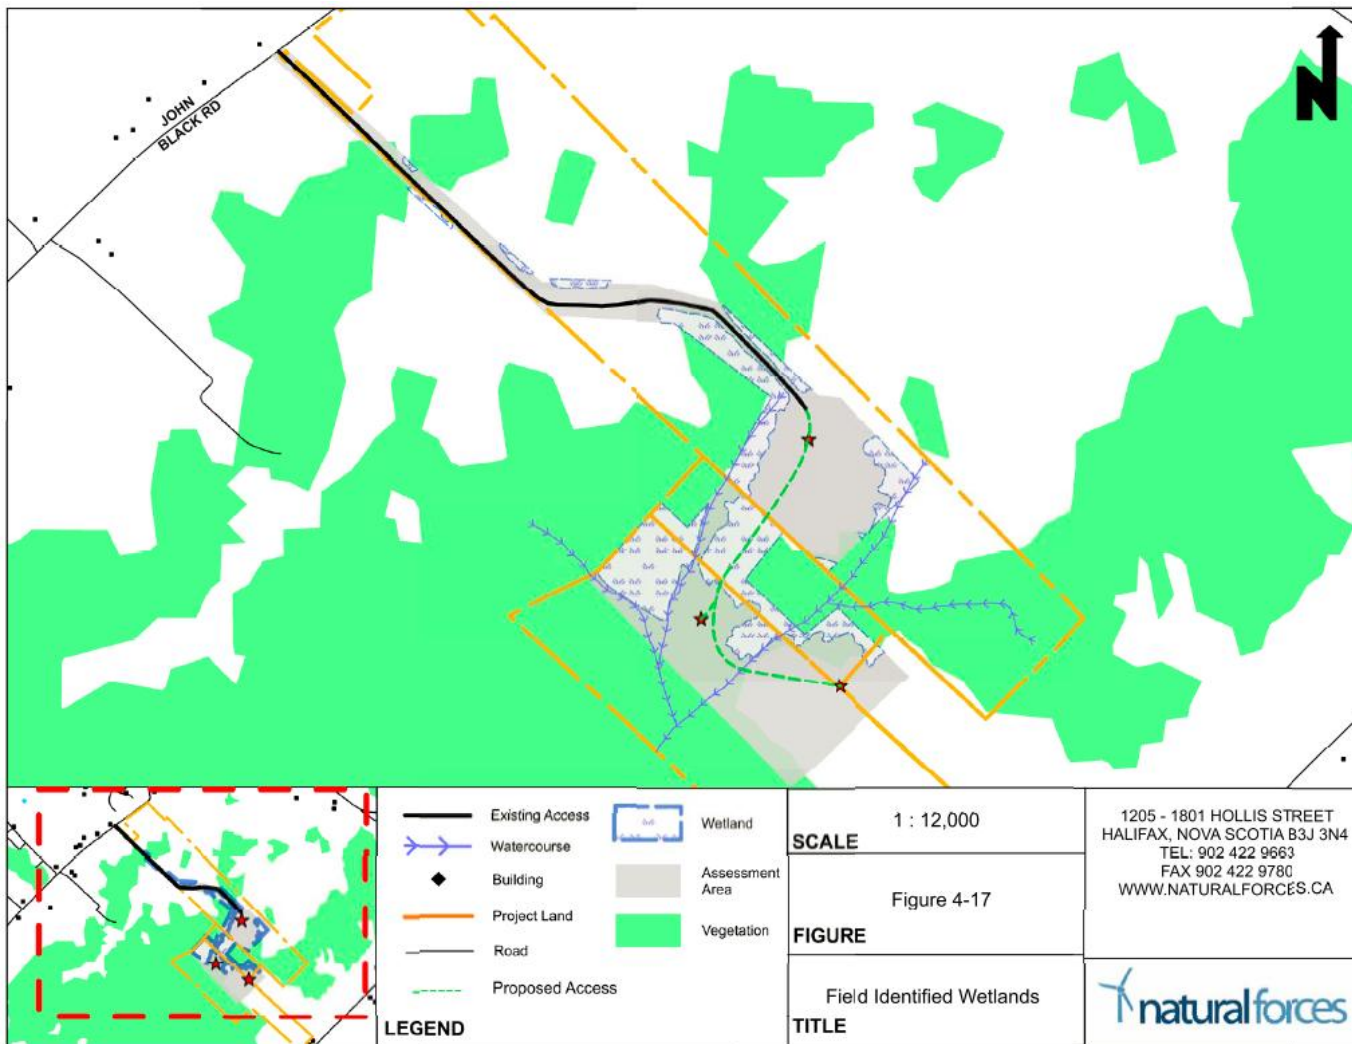 JOHN
BLACK RD
N
Existing Access
Watercourse
Building
Project Land
Road
Proposed Access
LEGEND
Wetland
Assessment
Area
Vegetation
1 : 12,000
SCALE
Figure 4-17
FIGURE
Field Identified Wetlands
TITLE
1205 - 1801 HOLLIS STREET
HALIFAX, NOVA SCOTIA B3J 3N4
TEL: 902 422 9663
FAX 902 422 9780
WWW.NATURALFORCES.CA
naturalforces